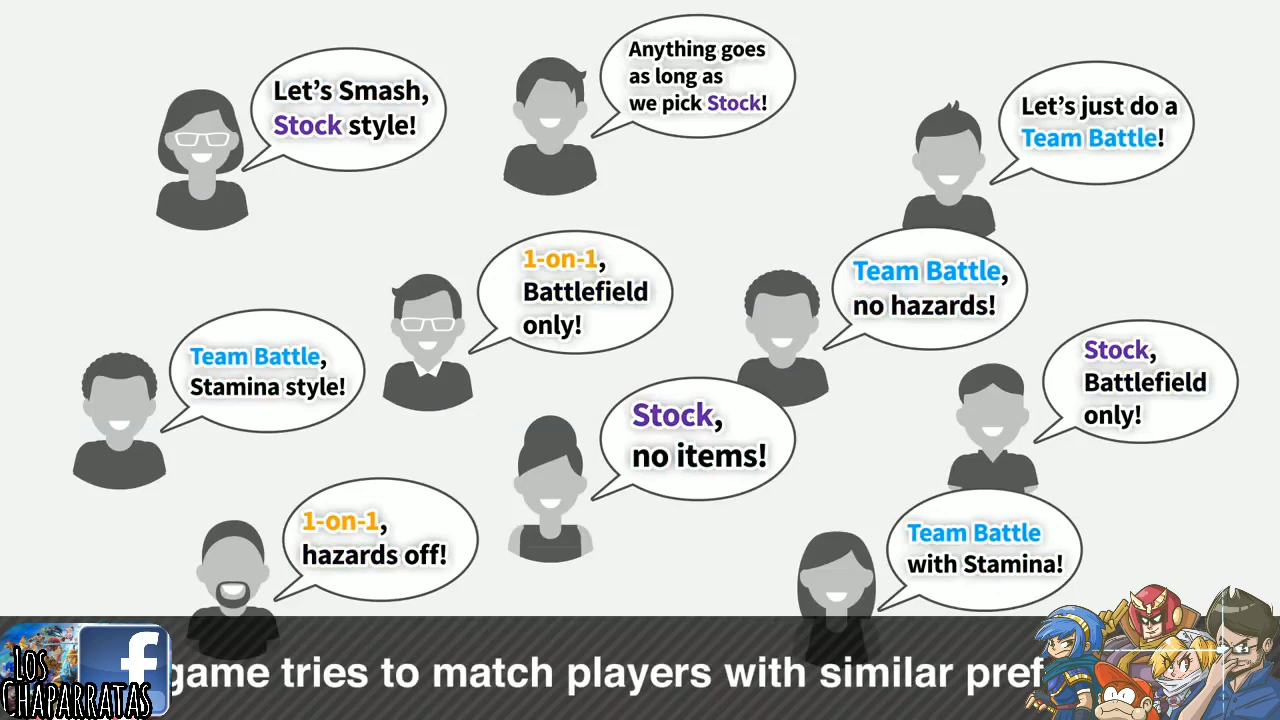 Let's Smash,
Stock style!
Anything goes
as long as
we pick Stock!
Let's just do a
Team Battle!
1-on-1,
Battlefield
only!
Team Battle,
no hazards!
Team Battle,
Stamina style!
Stock,
Battlefield
only!
Stock,
no items!
1-on-1,
hazards off!
Team Battle
with Stamina!
game tries to match players with similar pref
f
LOS
CHAPARRATAS